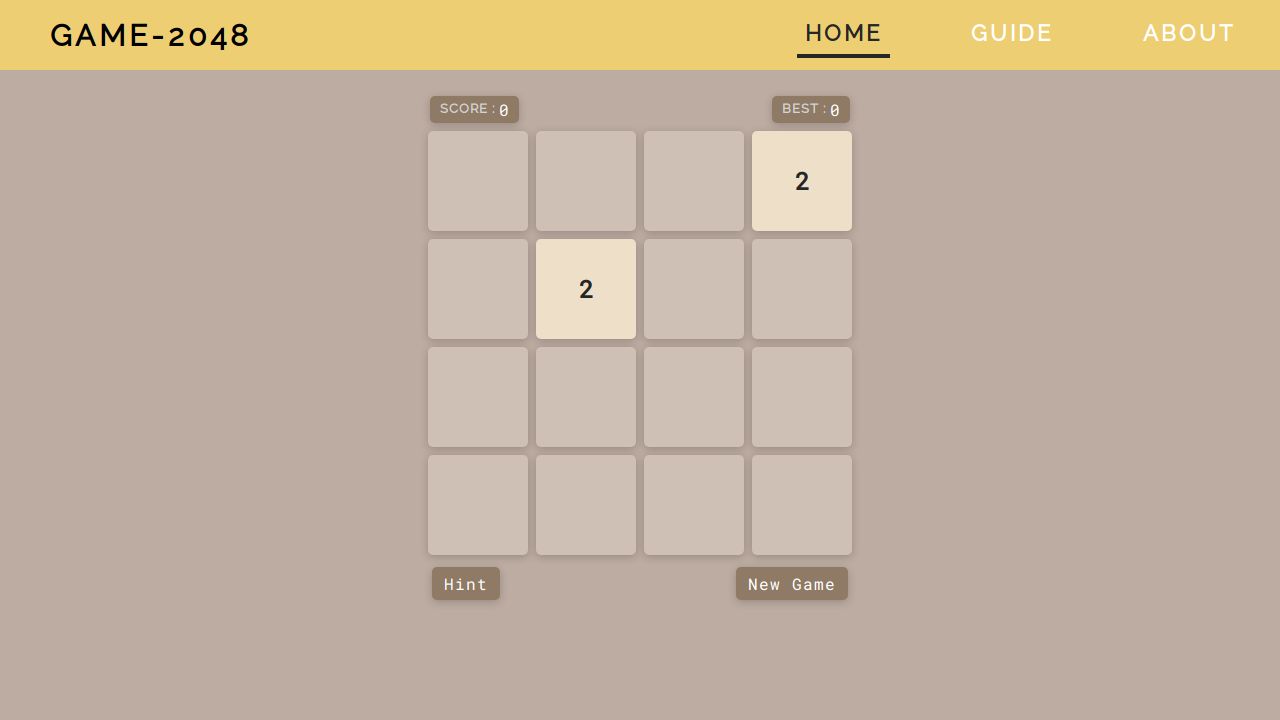 GAME-2048 HOME GUIDE ABOUT
SCORE : 0 BEST : 0
2
2
Hint New Game